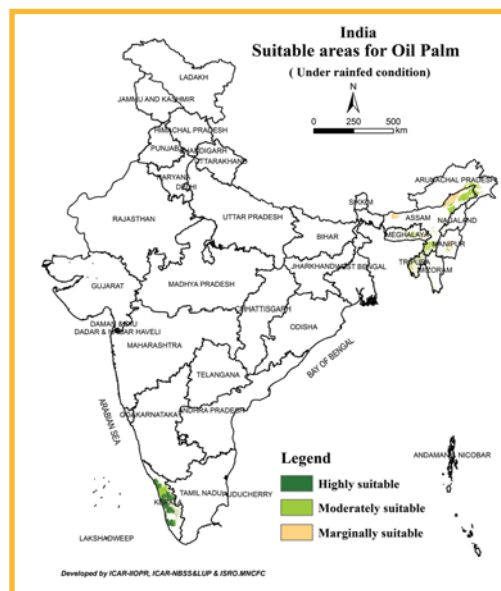 India
Suitable areas for Oil Palm
( Under rainfed condition)
N
0 250 500
km
LADAKH
JAMMU AND KASHMIR
HIMACHAL PRADESH
PUNJAB
CHANDIGARH
UTTARAKHAND
HARYANA
DELHI
ARUNACHAL PRADESH
SIKKIM
RAJASTHAN
UTTAR PRADESH
ASSAM
NAGALAND
BIHAR
MEGHALAYA
MANIPUR
JHARKHAND
WEST BENGAL
TRIPURA
MIZORAM
GUJARAT
MADHYA PRADESH
CHHATTISGARH
DAMAN & DIU
DADAR & NAGAR HAVELI
ODISHA
MAHARASHTRA
TELANGANA
BAY OF BENGAL
ARABIAN SEA
GOA
KARNATAKA
ANDHRA PRADESH
ANDAMAN & NICOBAR
Legend
Highly suitable
Moderately suitable
Marginally suitable
TAMIL NADU
PUDUCHERRY
LAKSHADWEEP
Developed by ICAR-IIOPR, ICAR-NBSS&LUP & ISRO.MNCFC